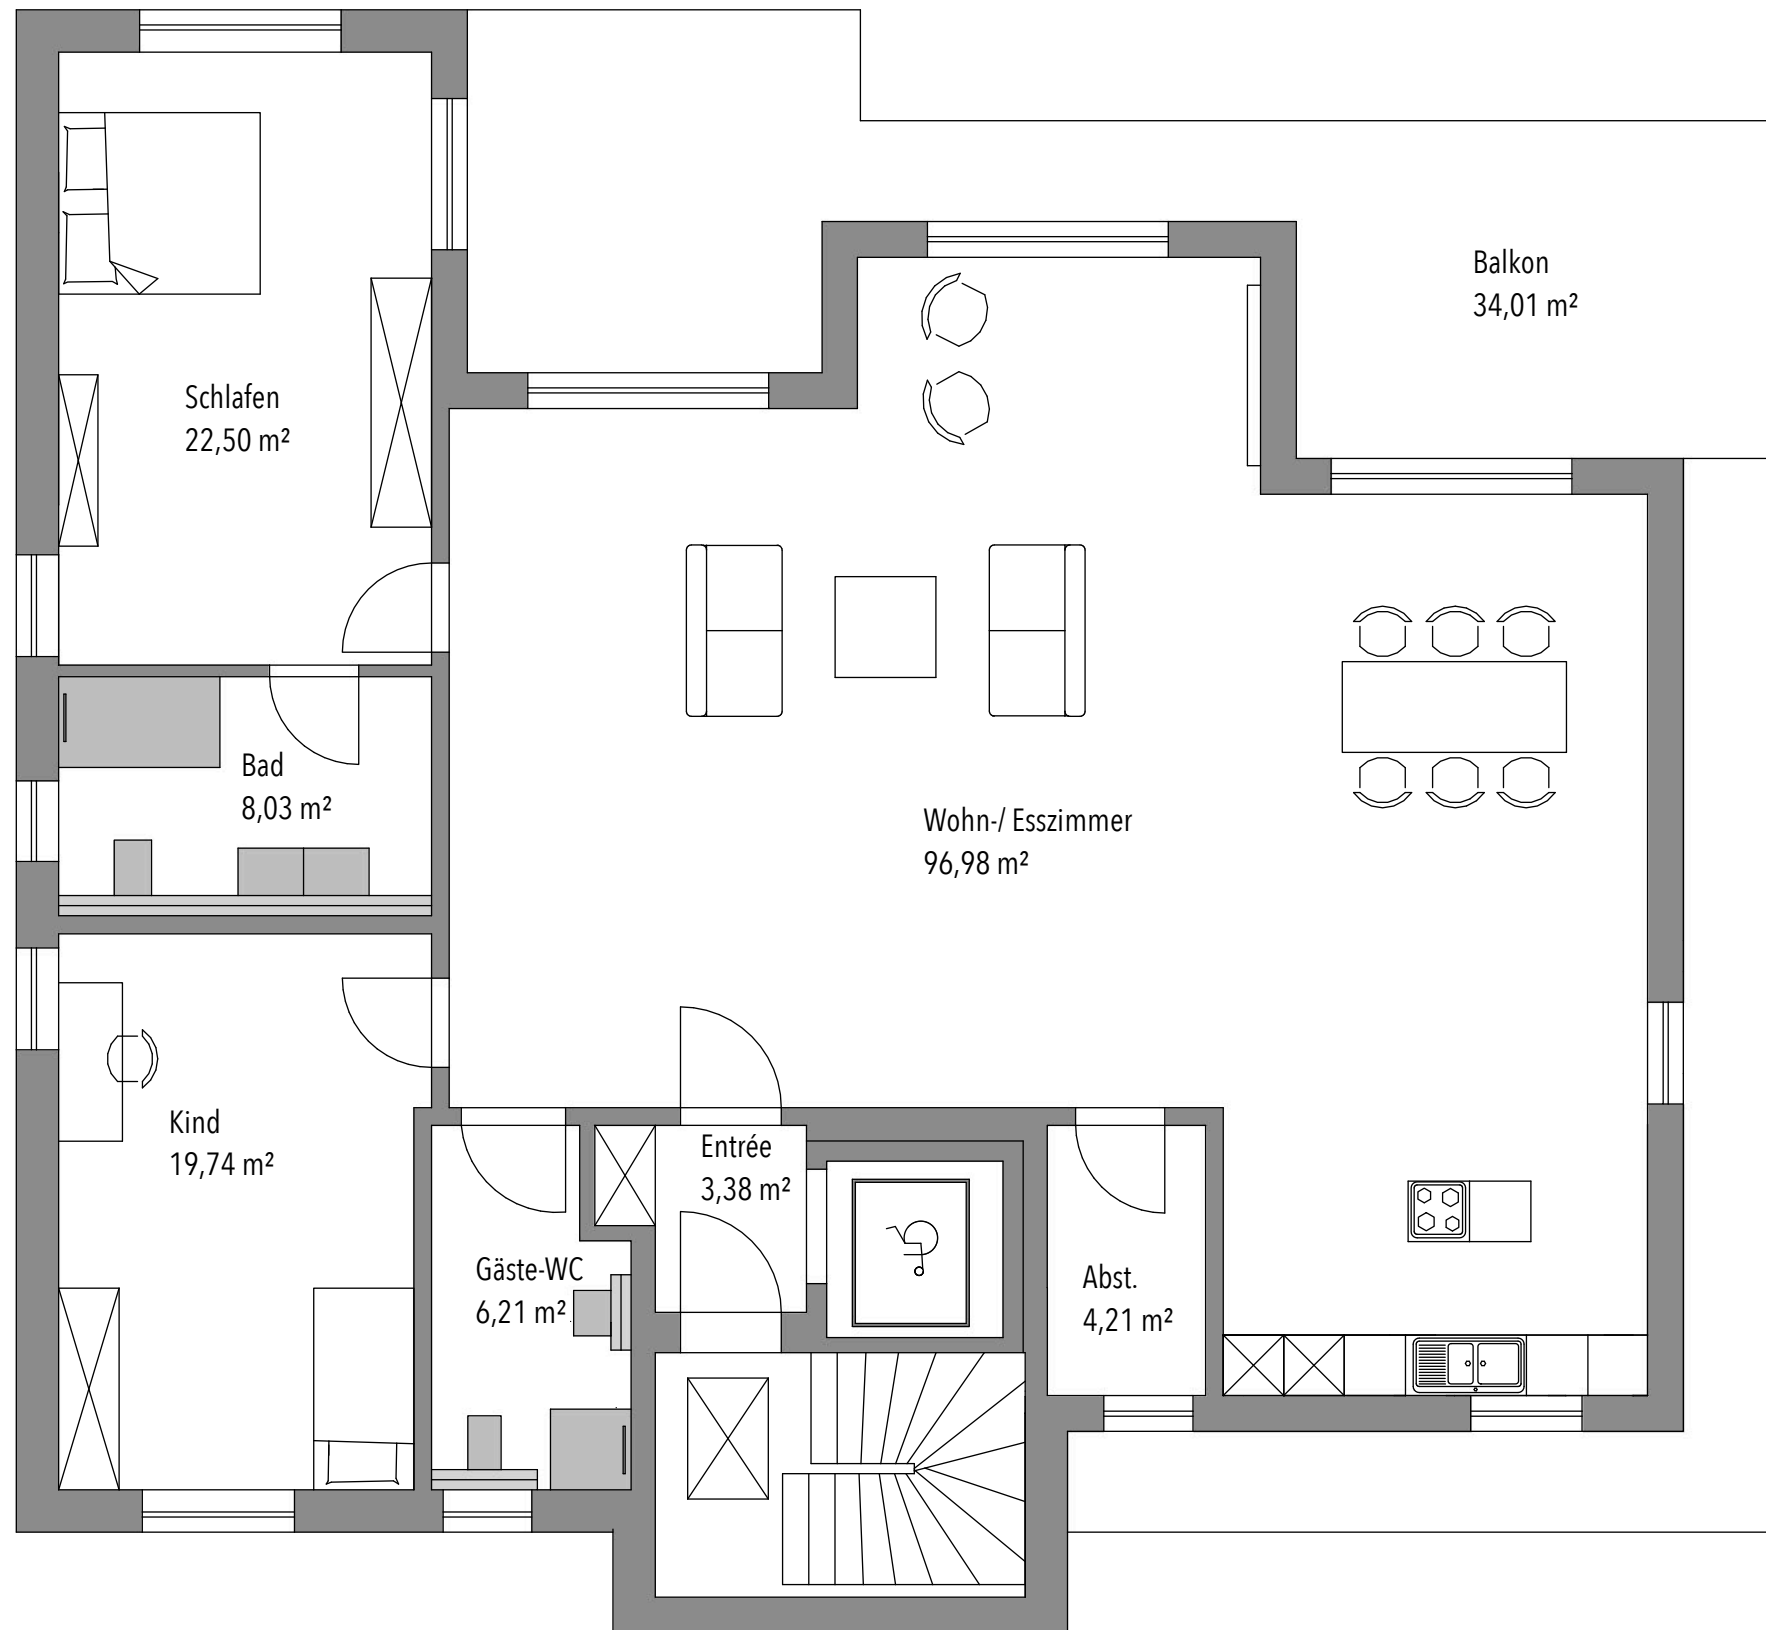 Balkon
34,01 m²
Schlafen
22,50 m²
Bad
8,03 m²
Wohn-/ Esszimmer
96,98 m²
Kind
19,74 m²
Entrée
3,38 m²
Gäste-WC
6,21 m²
Abst.
4,21 m²